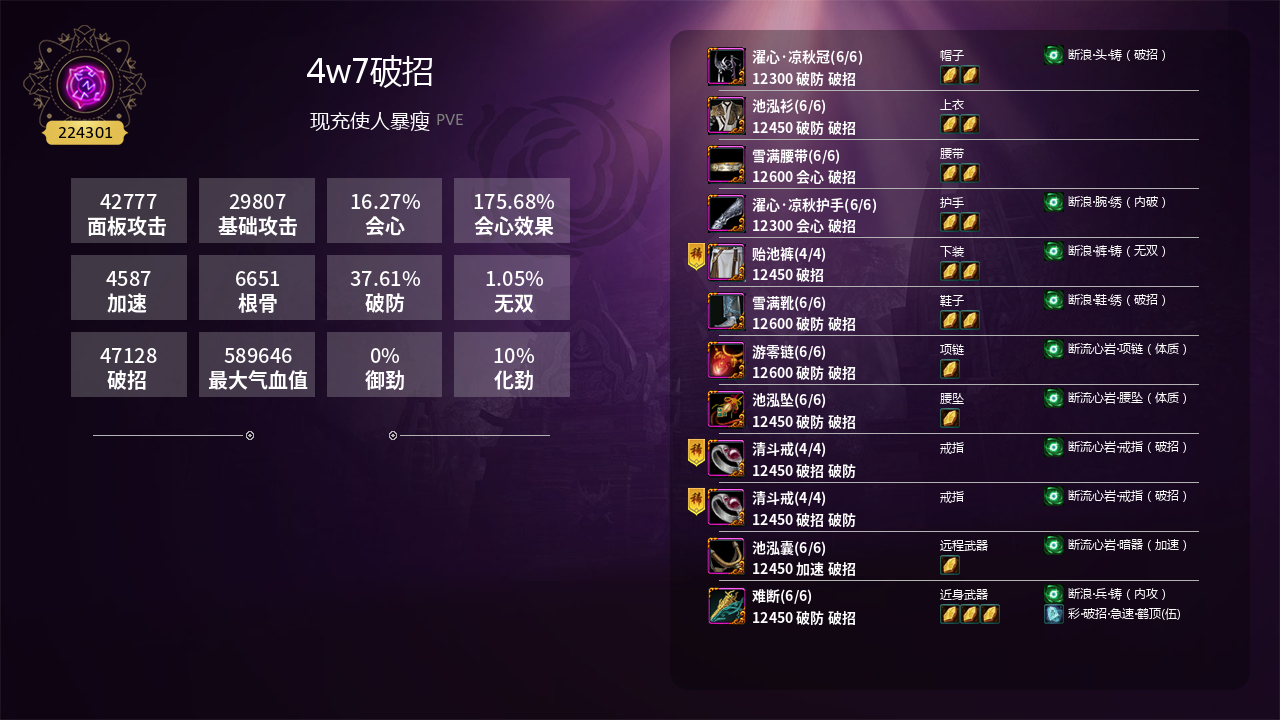 224301
4w7破招
现充使人暴瘦 PVE
42777
面板攻击
29807
基础攻击
16.27%
会心
175.68%
会心效果
4587
加速
6651
根骨
37.61%
破防
1.05%
无双
47128
破招
589646
最大气血值
0%
御劲
10%
化劲
濯心·凉秋冠(6/6)
12300 破防 破招
帽子
断浪·头·铸（破招）
池泓衫(6/6)
12450 破防 破招
上衣
雪满腰带(6/6)
12600 会心 破招
腰带
濯心·凉秋护手(6/6)
12300 会心 破招
护手
断浪·腕·绣（内破）
稀
贻池裤(4/4)
12450 破招
下装
断浪·裤·铸（无双）
雪满靴(6/6)
12600 破防 破招
鞋子
断浪·鞋·绣（破招）
游零链(6/6)
12600 破防 破招
项链
断流心岩·项链（体质）
池泓坠(6/6)
12450 破防 破招
腰坠
断流心岩·腰坠（体质）
稀
清斗戒(4/4)
12450 破招 破防
戒指
断流心岩·戒指（破招）
稀
清斗戒(4/4)
12450 破招 破防
戒指
断流心岩·戒指（破招）
池泓囊(6/6)
12450 加速 破招
远程武器
断流心岩·暗器（加速）
难断(6/6)
12450 破防 破招
近身武器
断浪·兵·铸（内攻）
彩·破招·急速·鹤顶(伍)